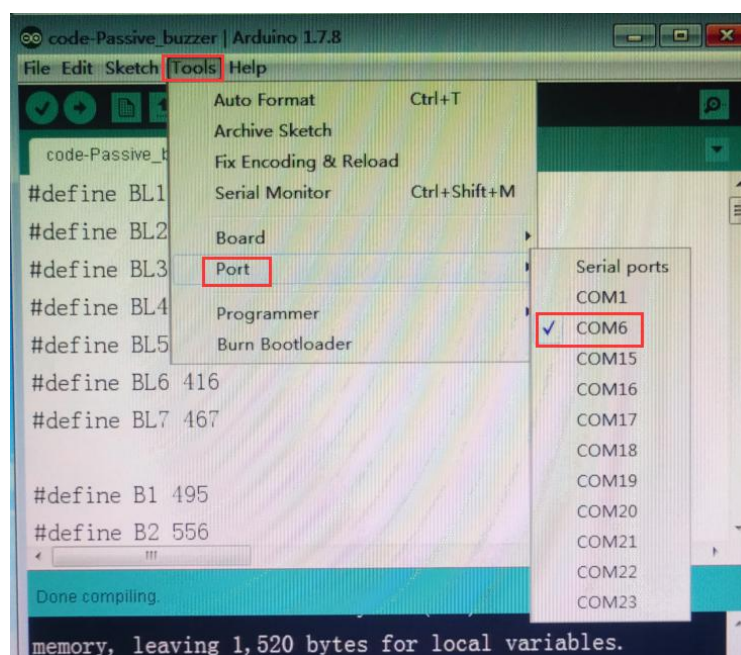 code-Passive_buzzer | Arduino 1.7.8
File Edit Sketch Tools Help
Auto Format Ctrl+T
Archive Sketch
Fix Encoding & Reload
Serial Monitor Ctrl+Shift+M
Board
Port
Programmer
Burn Bootloader
Serial ports
COM1
✓ COM6
COM15
COM16
COM17
COM18
COM19
COM20
COM21
COM22
COM23
code-Passive_b
#define BL1
#define BL2
#define BL3
#define BL4
#define BL5
#define BL6 416
#define BL7 467
#define B1 495
#define B2 556
Done compiling.
memory, leaving 1,520 bytes for local variables.